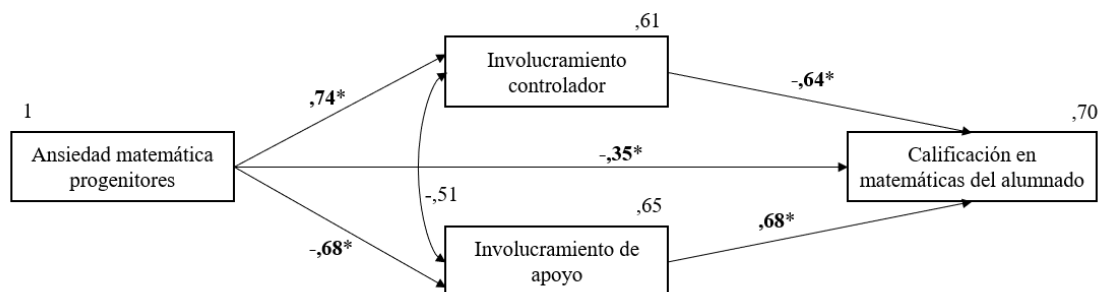 ,61
Involucramiento
controlador
,74*
-,64*
1
Ansiedad matemática
progenitores
-,35*
,70
Calificación en
matemáticas del alumnado
-,51
-,68*
,65
Involucramiento de
apoyo
,68*